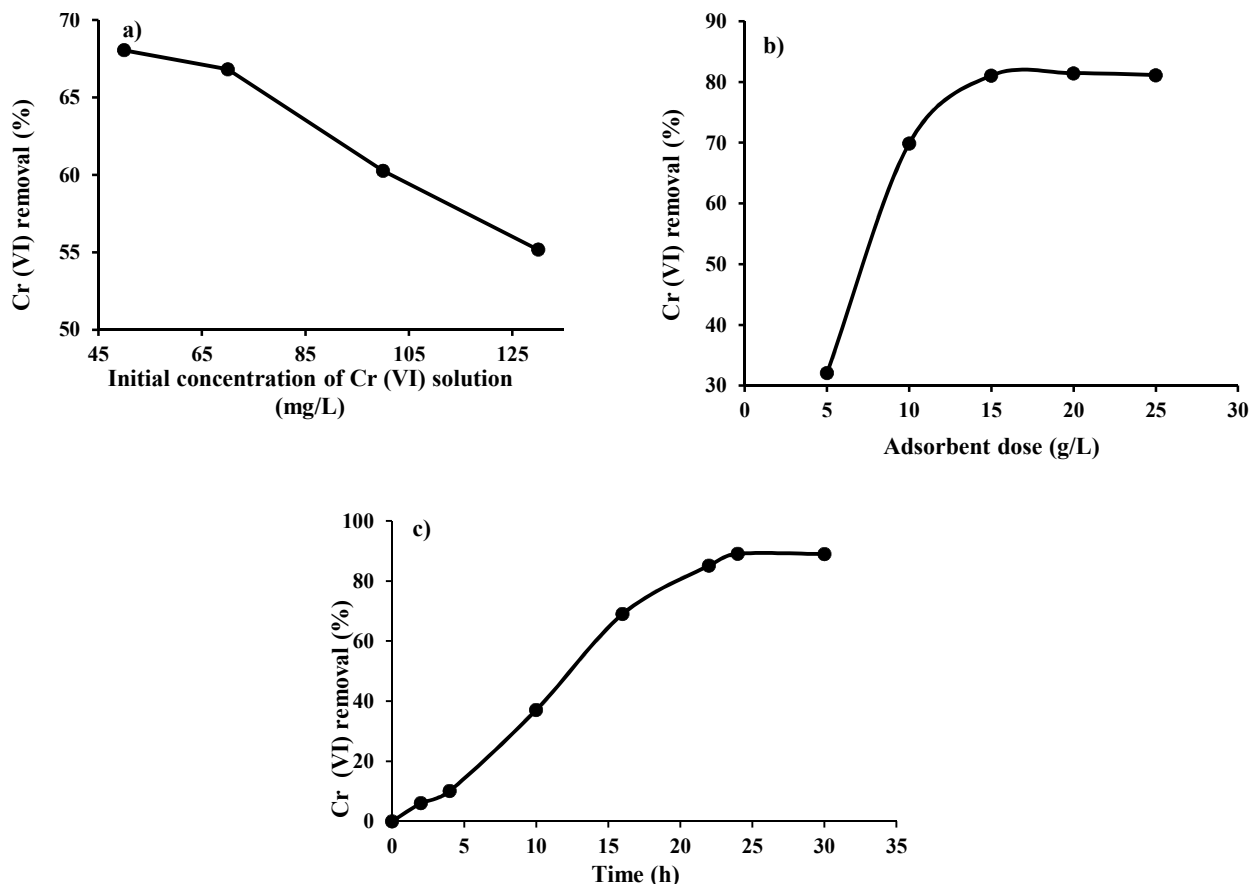 a)
Cr (VI) removal (%)
70
65
60
55
50
45 65 85 105 125
Initial concentration of Cr (VI) solution
(mg/L)
b)
Cr (VI) removal (%)
90
80
70
60
50
40
30
0 5 10 15 20 25 30
Adsorbent dose (g/L)
c)
Cr (VI) removal (%)
100
80
60
40
20
0
0 5 10 15 20 25 30 35
Time (h)